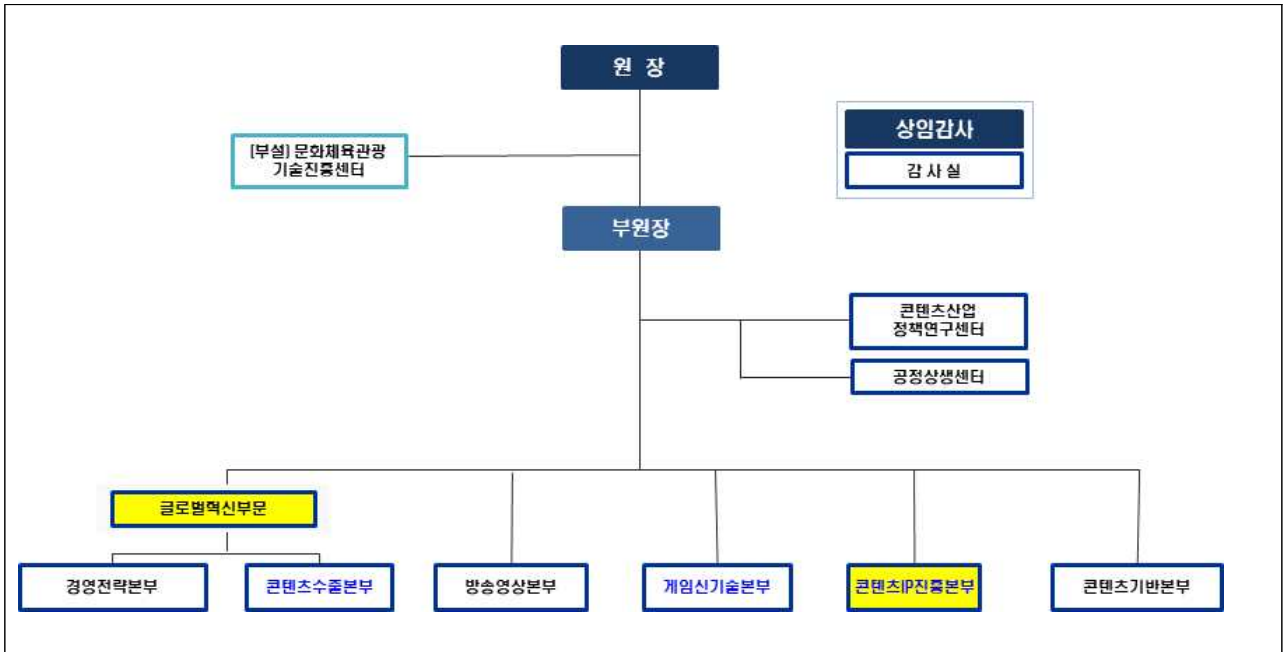 원 장
상임감사
감 사 실
[부설] 문화체육관광
기술진흥센터
부원장
콘텐츠산업
정책연구센터
공정상생센터
글로벌혁신부문
경영전략본부
콘텐츠수출본부
방송영상본부
게임신기술본부
콘텐츠IP진흥본부
콘텐츠기반본부